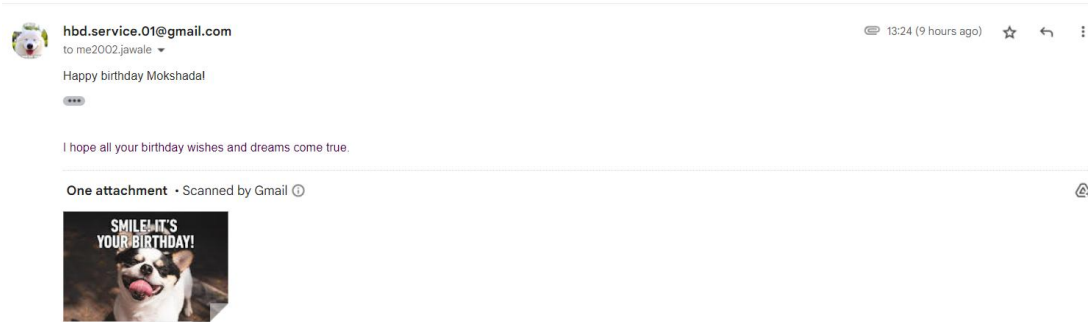 hbd.service.01@gmail.com
13:24 (9 hours ago)
to me2002.jawale
Happy birthday Mokshada!
I hope all your birthday wishes and dreams come true.
One attachment • Scanned by Gmail
SMILE! IT'S
YOUR BIRTHDAY!